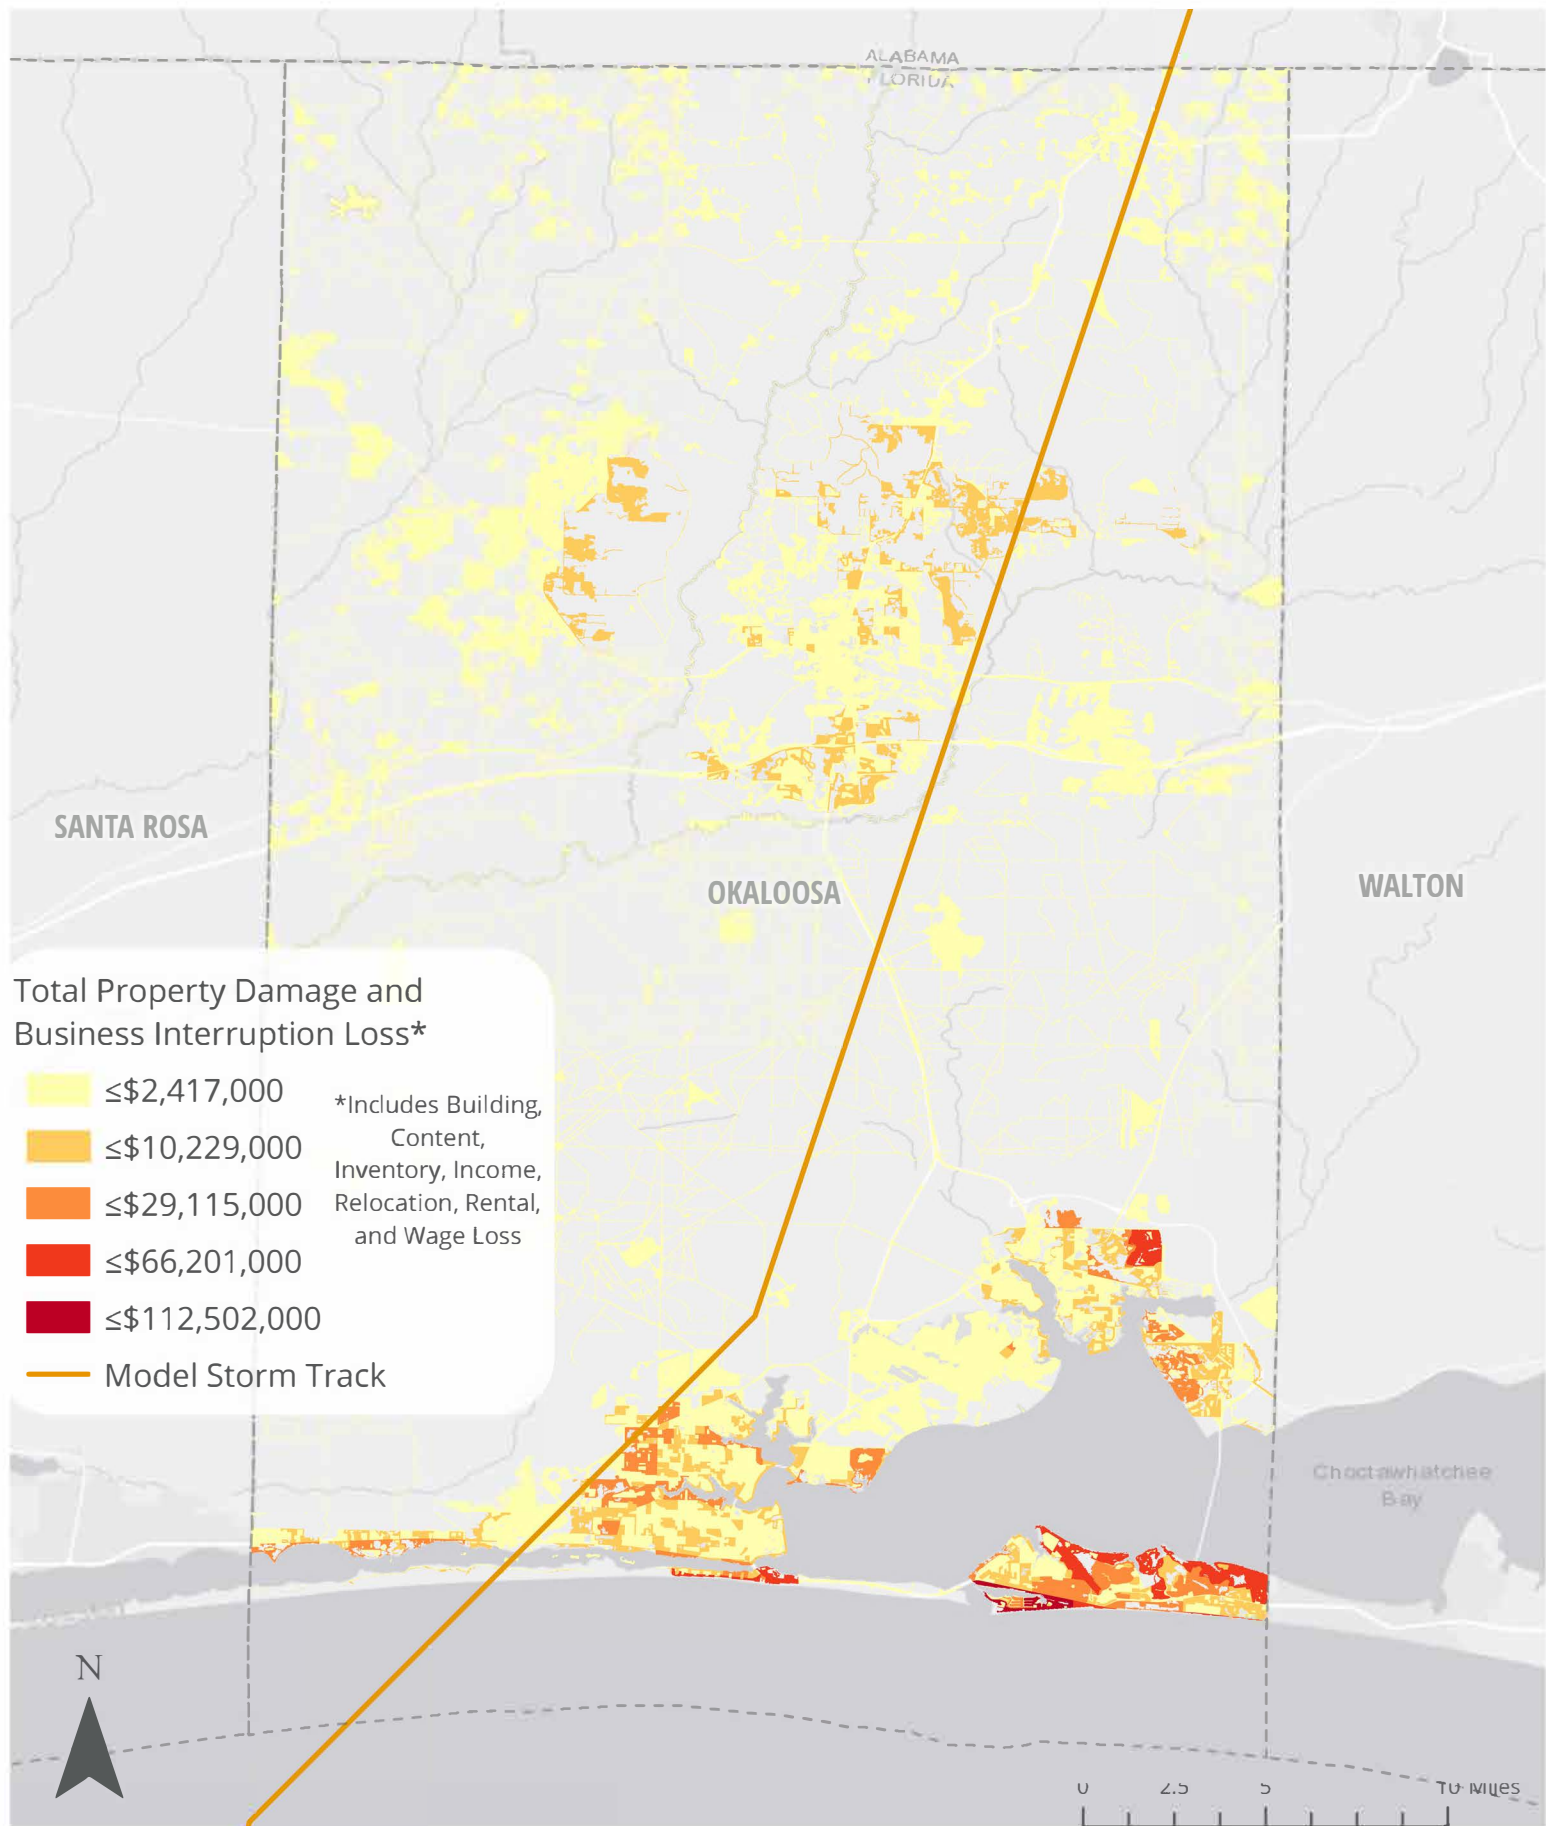 ALABAMA
FLORIDA
SANTA ROSA
OKALOOSA
WALTON
Total Property Damage and
Business Interruption Loss*
≤$2,417,000
≤$10,229,000
≤$29,115,000
≤$66,201,000
≤$112,502,000
Model Storm Track
*Includes Building,
Content,
Inventory, Income,
Relocation, Rental,
and Wage Loss
Choctawhatchee
Bay
N
0 2.5 5 10 Miles